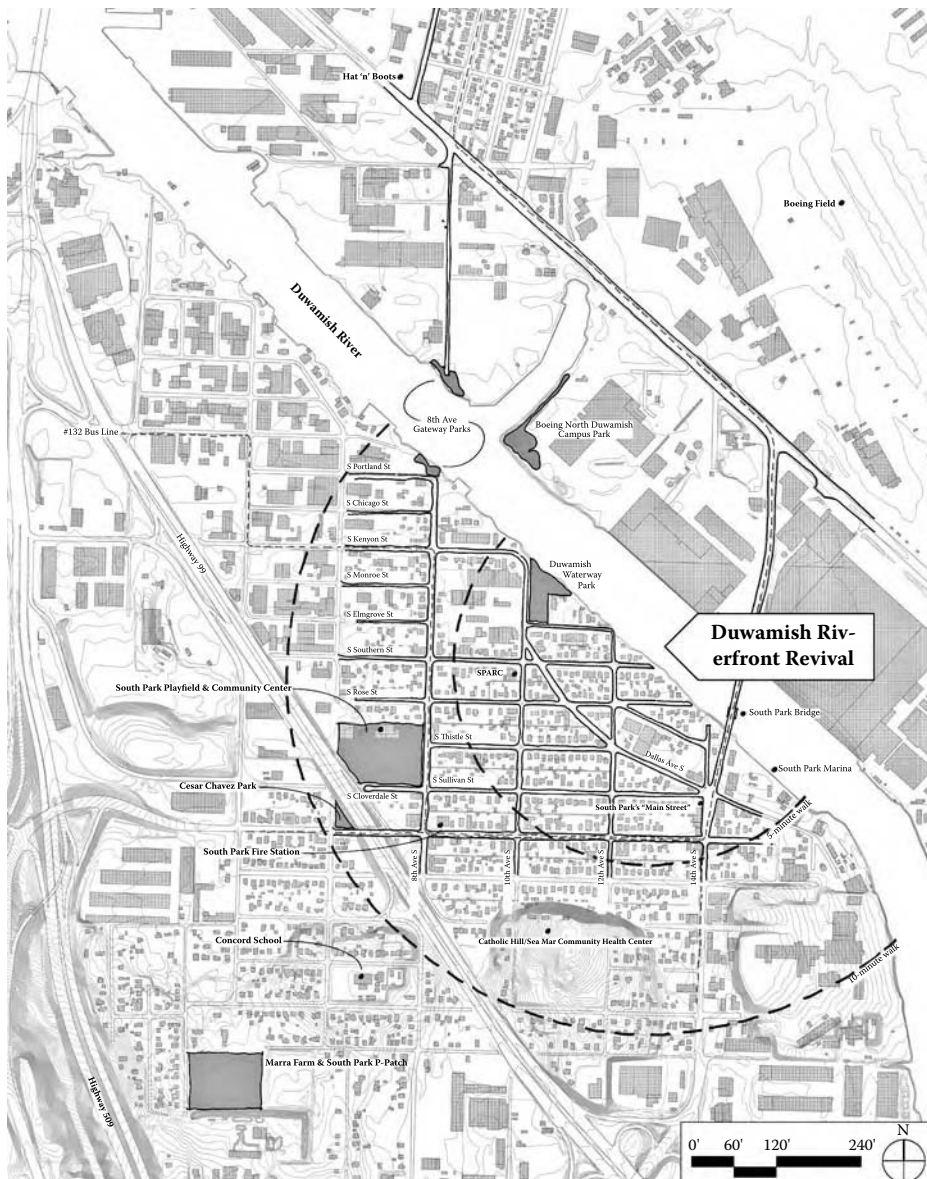 Hat 'n' Boots
Boeing Field
Duwamish River
8th Ave
Gateway Parks
Boeing North Duwamish
Campus Park
#132 Bus Line
S Portland St
S Chicago St
Highway 99
S Kenyon St
Duwamish
Waterway
Park
S Monroe St
S Elmgrove St
Duwamish Riv-
erfront Revival
S Southern St
SPARC
South Park Playfield & Community Center
S Rose St
South Park Bridge
S Thistle St
Dallas Ave S
South Park Marina
S Sullivan St
Cesar Chavez Park
S Cloverdale St
South Park's "Main Street"
5-minute walk
South Park Fire Station
8th Ave S
10th Ave S
12th Ave S
14th Ave S
Concord School
Catholic Hill/Sea Mar Community Health Center
10-minute walk
Marra Farm & South Park P-Patch
Highway 509
N
0' 60' 120' 240'